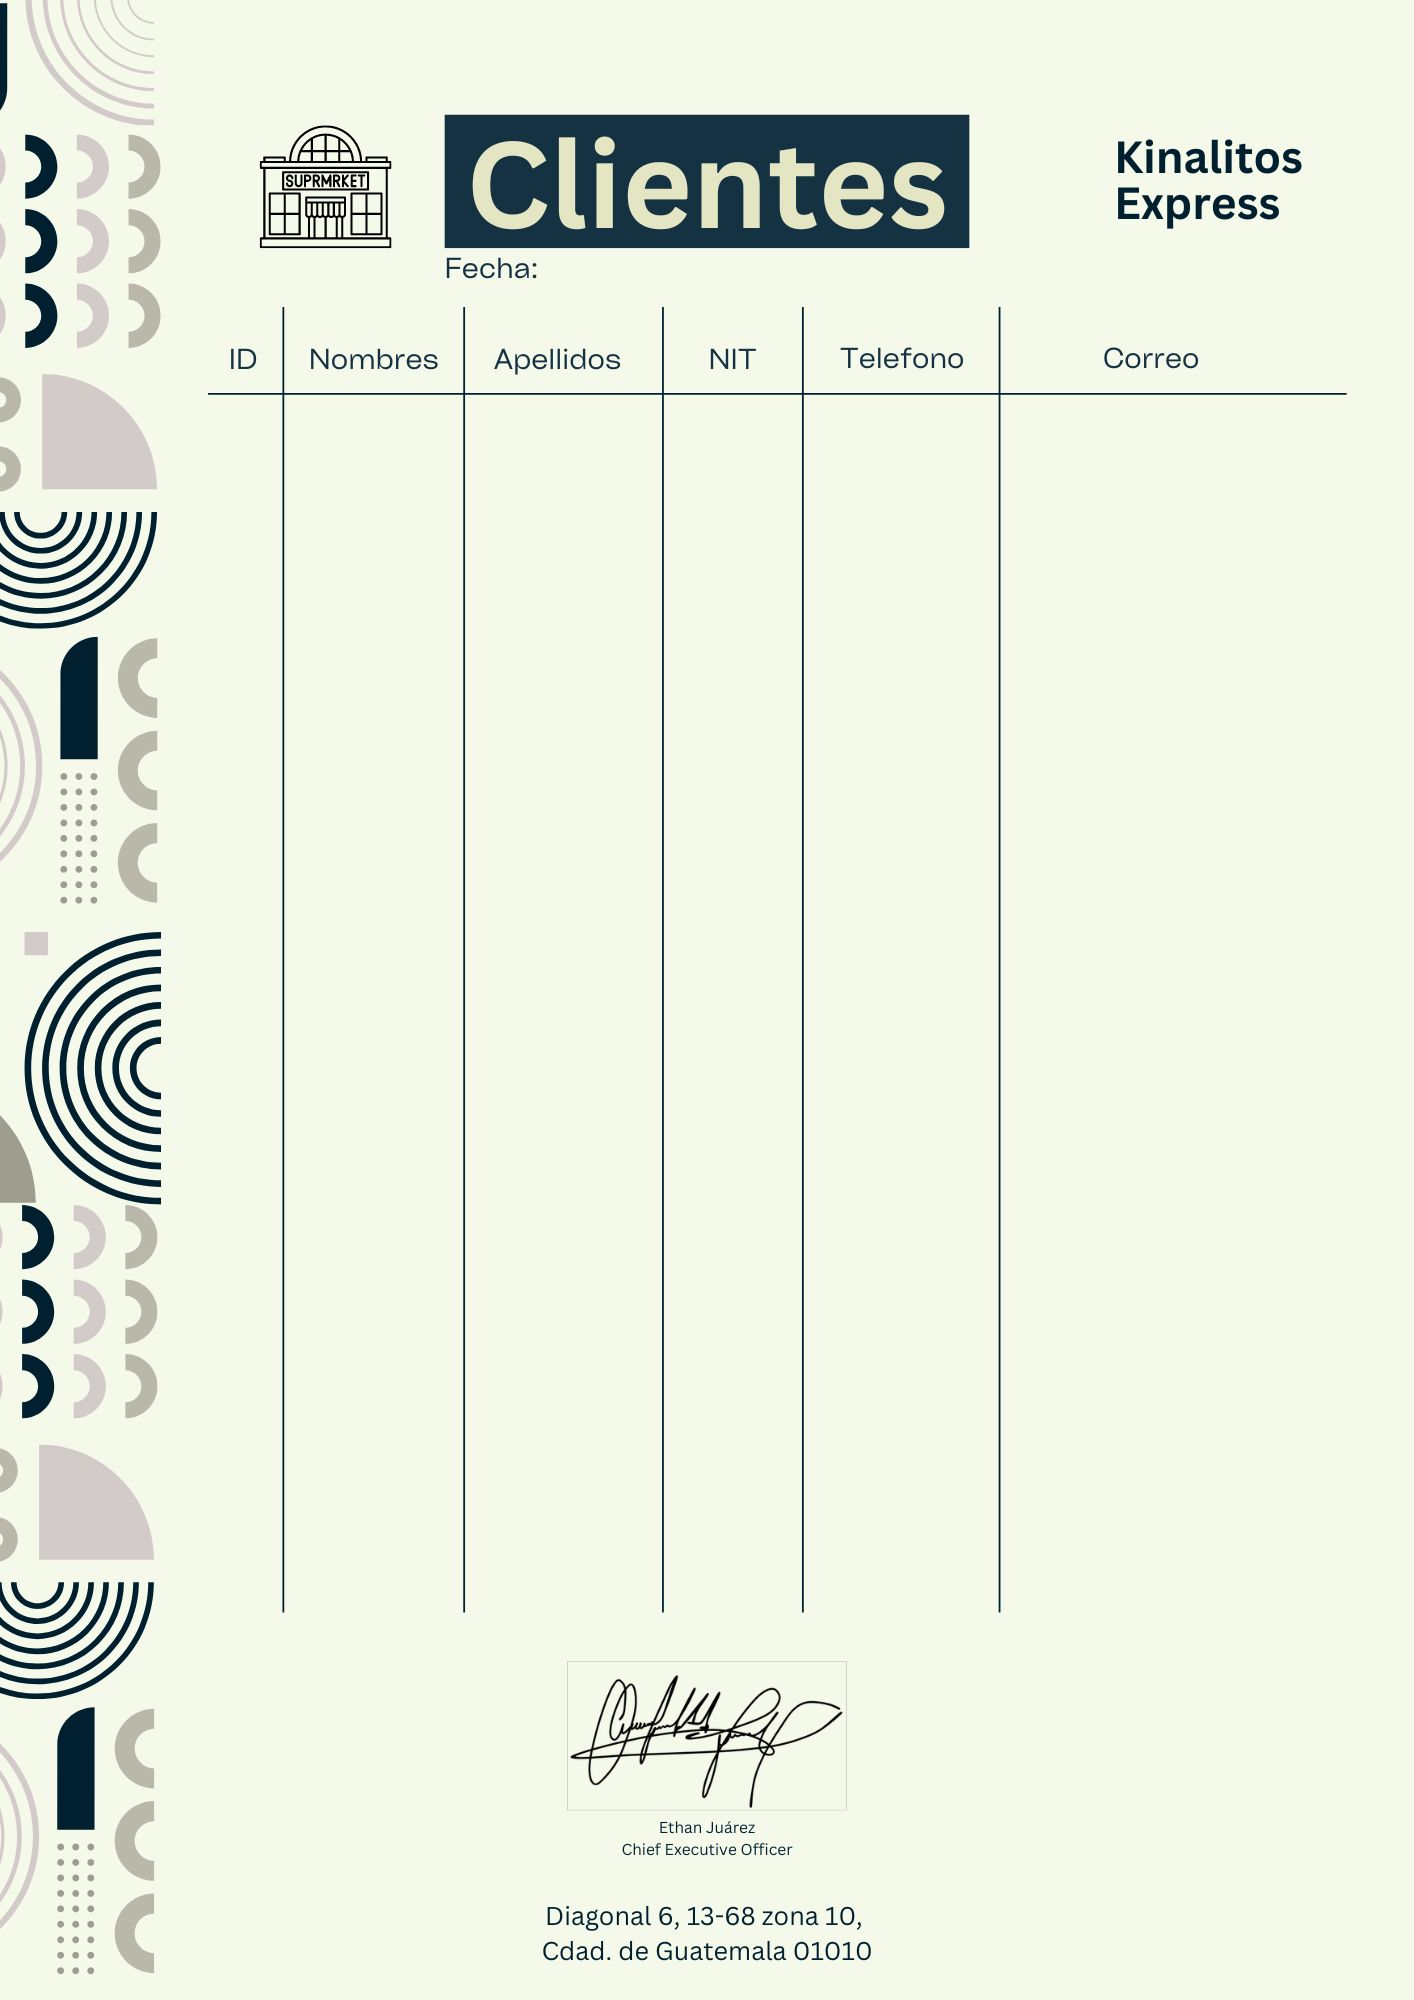 SUPRMRKET
Clientes
Kinalitos
Express
Fecha:
ID Nombres Apellidos NIT Telefono Correo
Ethan Juárez
Chief Executive Officer
Diagonal 6, 13-68 zona 10,
Cdad. de Guatemala 01010